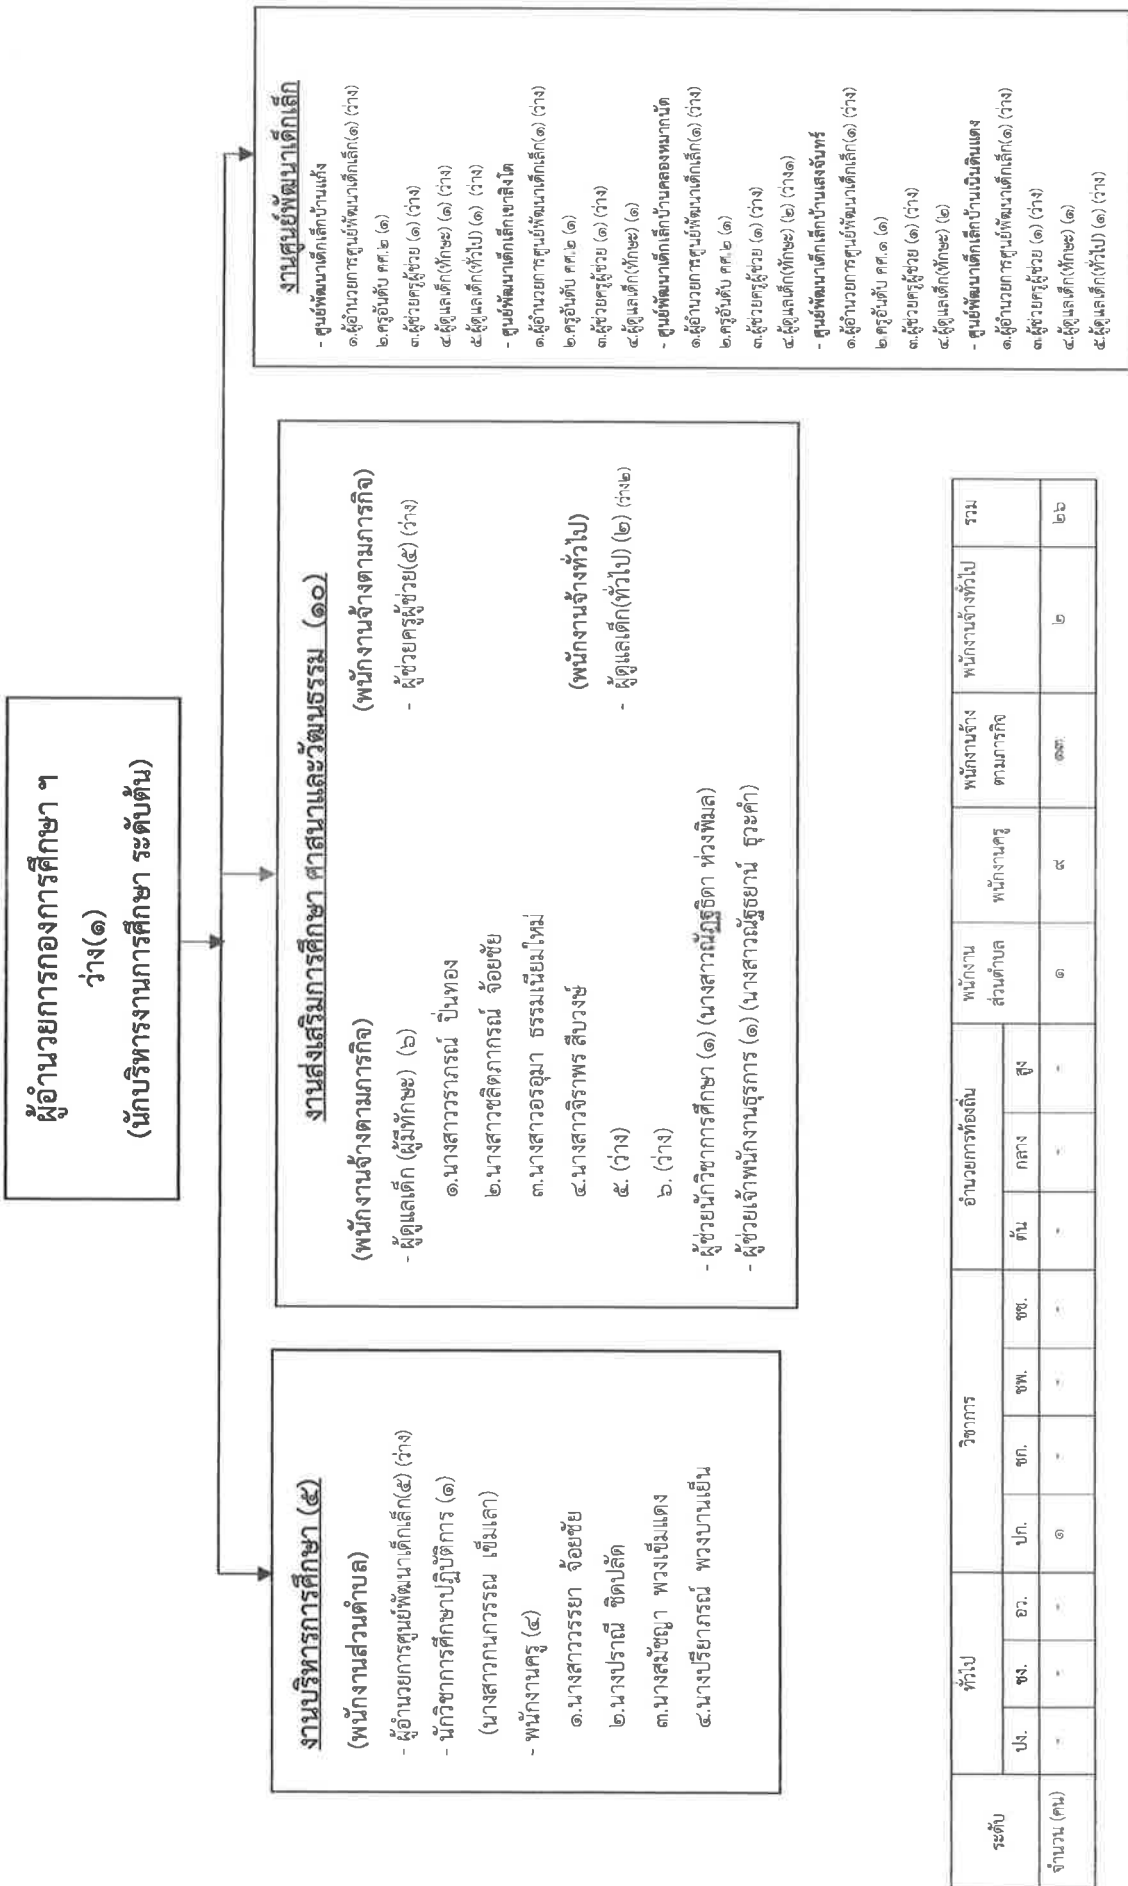 ผู้อำนวยการกองการศึกษา ฯ
ว่าง(๑)
(นักบริหารงานการศึกษา ระดับต้น)
งานบริหารการศึกษา (๕)
(พนักงานส่วนตำบล)
- ผู้อำนวยการศูนย์พัฒนาเด็กเล็ก(๕) (ว่าง)
- นักวิชาการศึกษาปฏิบัติการ (๑)
(นางสาวกนกวรรณ เข็มเลา)
- พนักงานครู (๔)
๑.นางสาววรรยา จ้อยชัย
๒.นางปราณี ชิดปลัด
๓.นางสมัชญา พวงเข็มแดง
๔.นางปรียาภรณ์ พวงบานเย็น
งานส่งเสริมการศึกษา ศาสนาและวัฒนธรรม (๑๐)
(พนักงานจ้างตามภารกิจ)
- ผู้ดูแลเด็ก (ผู้มีทักษะ) (๖)
๑.นางสาววราภรณ์ ปิ่นทอง
๒.นางสาวชลิตภากรณ์ จ้อยชัย
๓.นางสาวอรอุมา ธรรมเนียมใหม่
๔.นางสาวจิราพร สืบวงษ์
๕. (ว่าง)
๖. (ว่าง)
- ผู้ช่วยนักวิชาการศึกษา (๑) (นางสาวณัฏฐธิดา ห่วงพิมล)
- ผู้ช่วยเจ้าพนักงานธุรการ (๑) (นางสาวณัฐธยาน์ ธุวะคำ)
(พนักงานจ้างตามภารกิจ)
- ผู้ช่วยครูผู้ช่วย(๕) (ว่าง)
(พนักงานจ้างทั่วไป)
- ผู้ดูแลเด็ก(ทั่วไป) (๒) (ว่าง๒)
งานศูนย์พัฒนาเด็กเล็ก
- ศูนย์พัฒนาเด็กเล็กบ้านแก้ง
๑.ผู้อำนวยการศูนย์พัฒนาเด็กเล็ก(๑) (ว่าง)
๒.ครูอันดับ คศ.๒ (๑)
๓.ผู้ช่วยครูผู้ช่วย (๑) (ว่าง)
๔.ผู้ดูแลเด็ก(ทักษะ) (๑) (ว่าง)
๕.ผู้ดูแลเด็ก(ทั่วไป) (๑) (ว่าง)
- ศูนย์พัฒนาเด็กเล็กเขาสิงโต
๑.ผู้อำนวยการศูนย์พัฒนาเด็กเล็ก(๑) (ว่าง)
๒.ครูอันดับ คศ.๒ (๑)
๓.ผู้ช่วยครูผู้ช่วย (๑) (ว่าง)
๔.ผู้ดูแลเด็ก(ทักษะ) (๑)
- ศูนย์พัฒนาเด็กเล็กบ้านคลองหมากนัด
๑.ผู้อำนวยการศูนย์พัฒนาเด็กเล็ก(๑) (ว่าง)
๒.ครูอันดับ คศ.๒ (๑)
๓.ผู้ช่วยครูผู้ช่วย (๑) (ว่าง)
๔.ผู้ดูแลเด็ก(ทักษะ) (๒) (ว่าง๑)
- ศูนย์พัฒนาเด็กเล็กบ้านเสงจันทร์
๑.ผู้อำนวยการศูนย์พัฒนาเด็กเล็ก(๑) (ว่าง)
๒.ครูอันดับ คศ.๑ (๑)
๓.ผู้ช่วยครูผู้ช่วย (๑) (ว่าง)
๔.ผู้ดูแลเด็ก(ทักษะ) (๒)
- ศูนย์พัฒนาเด็กเล็กบ้านเนินดินแดง
๑.ผู้อำนวยการศูนย์พัฒนาเด็กเล็ก(๑) (ว่าง)
๓.ผู้ช่วยครูผู้ช่วย (๑) (ว่าง)
๔.ผู้ดูแลเด็ก(ทักษะ) (๑)
๕.ผู้ดูแลเด็ก(ทั่วไป) (๑) (ว่าง)
ระดับ ทั่วไป วิชาการ อำนวยการท้องถิ่น พนักงานส่วนตำบล พนักงานครู พนักงานจ้างตามภารกิจ พนักงานจ้างทั่วไป รวม
ปง. ชง. อว. ปก. ชก. ชพ. ชช. ต้น กลาง สูง
จำนวน (คน) - - - ๑ - - - - - - ๑ ๙ ๑๓ ๒ ๒๖